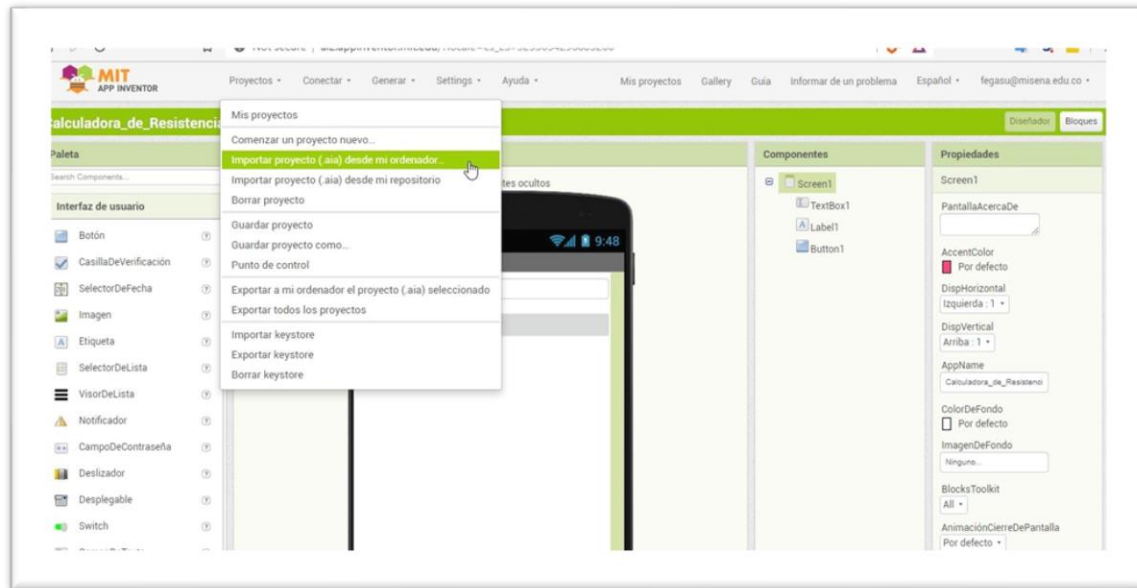 MIT
APP INVENTOR
Proyectos Conectar Generar Settings Ayuda Mis proyectos Gallery Guía Informar de un problema Español fegasu@misena.edu.co
Calculadora_de_Resistencia
Diseñador Bloques
Mis proyectos
Comenzar un proyecto nuevo...
Importar proyecto (.aia) desde mi ordenador...
Importar proyecto (.aia) desde mi repositorio
Borrar proyecto
Guardar proyecto
Guardar proyecto como...
Punto de control
Exportar a mi ordenador el proyecto (.aia) seleccionado
Exportar todos los proyectos
Importar keystore
Exportar keystore
Borrar keystore
Paleta
Search Components...
Interfaz de usuario
Botón
CasillaDeVerificación
SelectorDeFecha
Imagen
Etiqueta
SelectorDeLista
VisorDeLista
Notificador
CampoDeContraseña
Deslizador
Desplegable
Switch
tes ocultos
9:48
Componentes
Screen1
TextBox1
Label1
Button1
Propiedades
Screen1
PantallaAcercaDe
AccentColor
Por defecto
DispHorizontal
Izquierda : 1
DispVertical
Arriba : 1
AppName
Calculadora_de_Resistenci
ColorDeFondo
Por defecto
ImagenDeFondo
Ninguno...
BlocksToolkit
All
AnimaciónCierreDePantalla
Por defecto